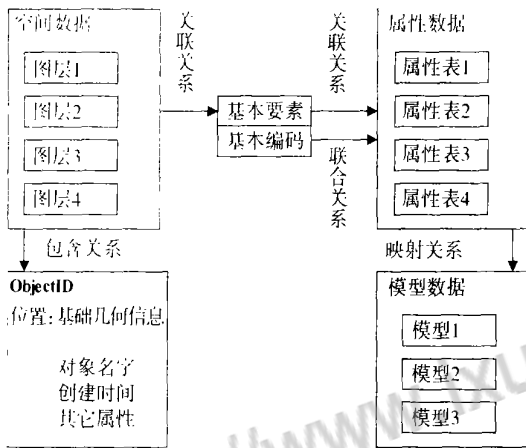 空间数据
图层1
图层2
图层3
图层4
关联关系
基本要素
基本编码
关联关系
联合关系
属性数据
属性表1
属性表2
属性表3
属性表4
包含关系
映射关系
ObjectID
位置:基础几何信息
对象名字
创建时间
其它属性
模型数据
模型1
模型2
模型3